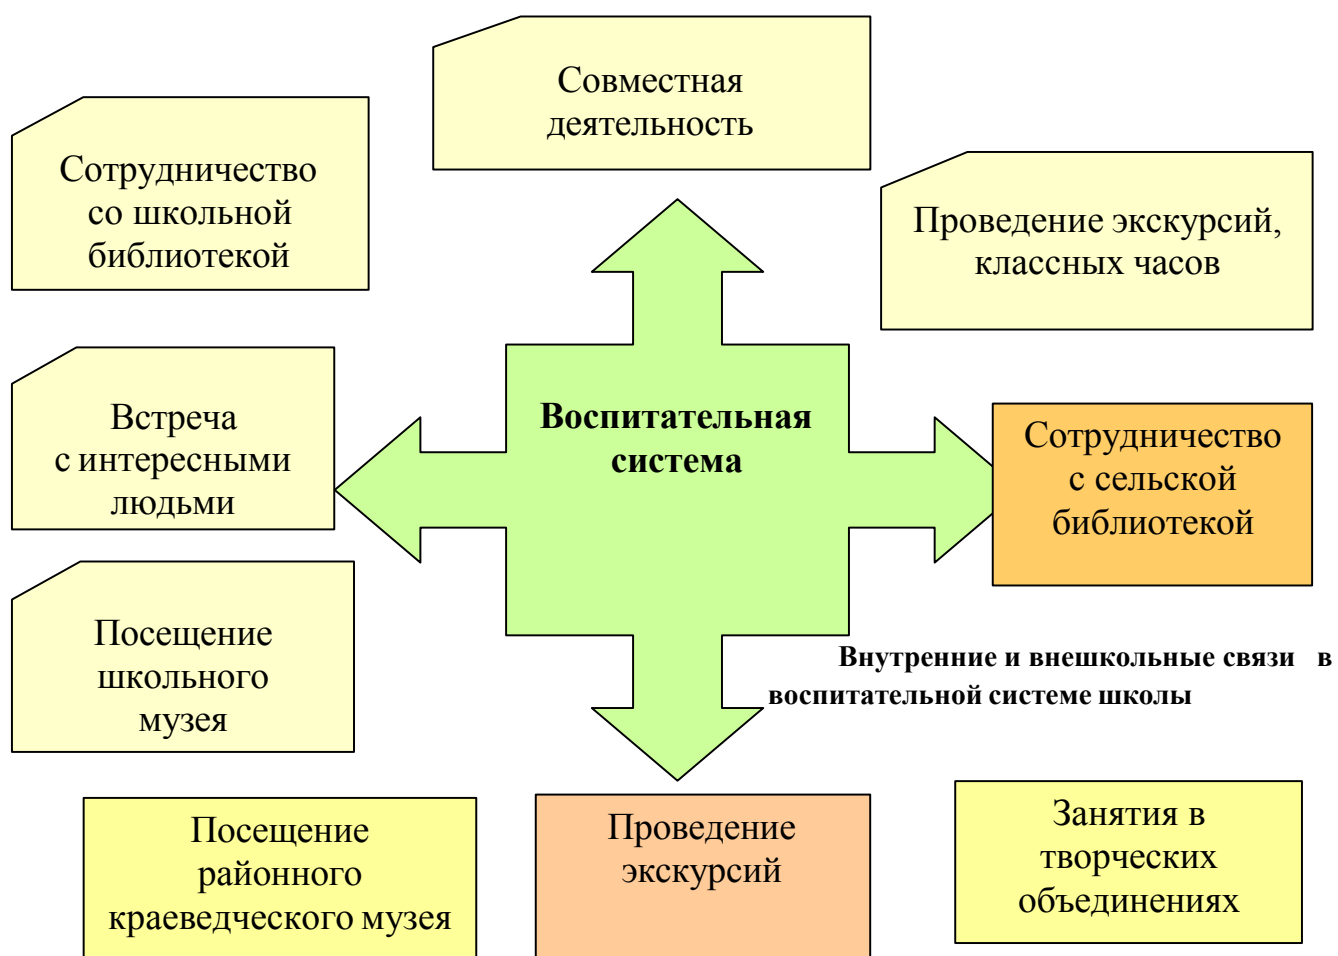 Совместная
деятельность
Сотрудничество
со школьной
библиотекой
Проведение экскурсий,
классных часов
Встреча
с интересными
людьми
Воспитательная
система
Сотрудничество
с сельской
библиотекой
Посещение
школьного
музея
Внутренние и внешкольные связи в
воспитательной системе школы
Посещение
районного
краеведческого музея
Проведение
экскурсий
Занятия в
творческих
объединениях